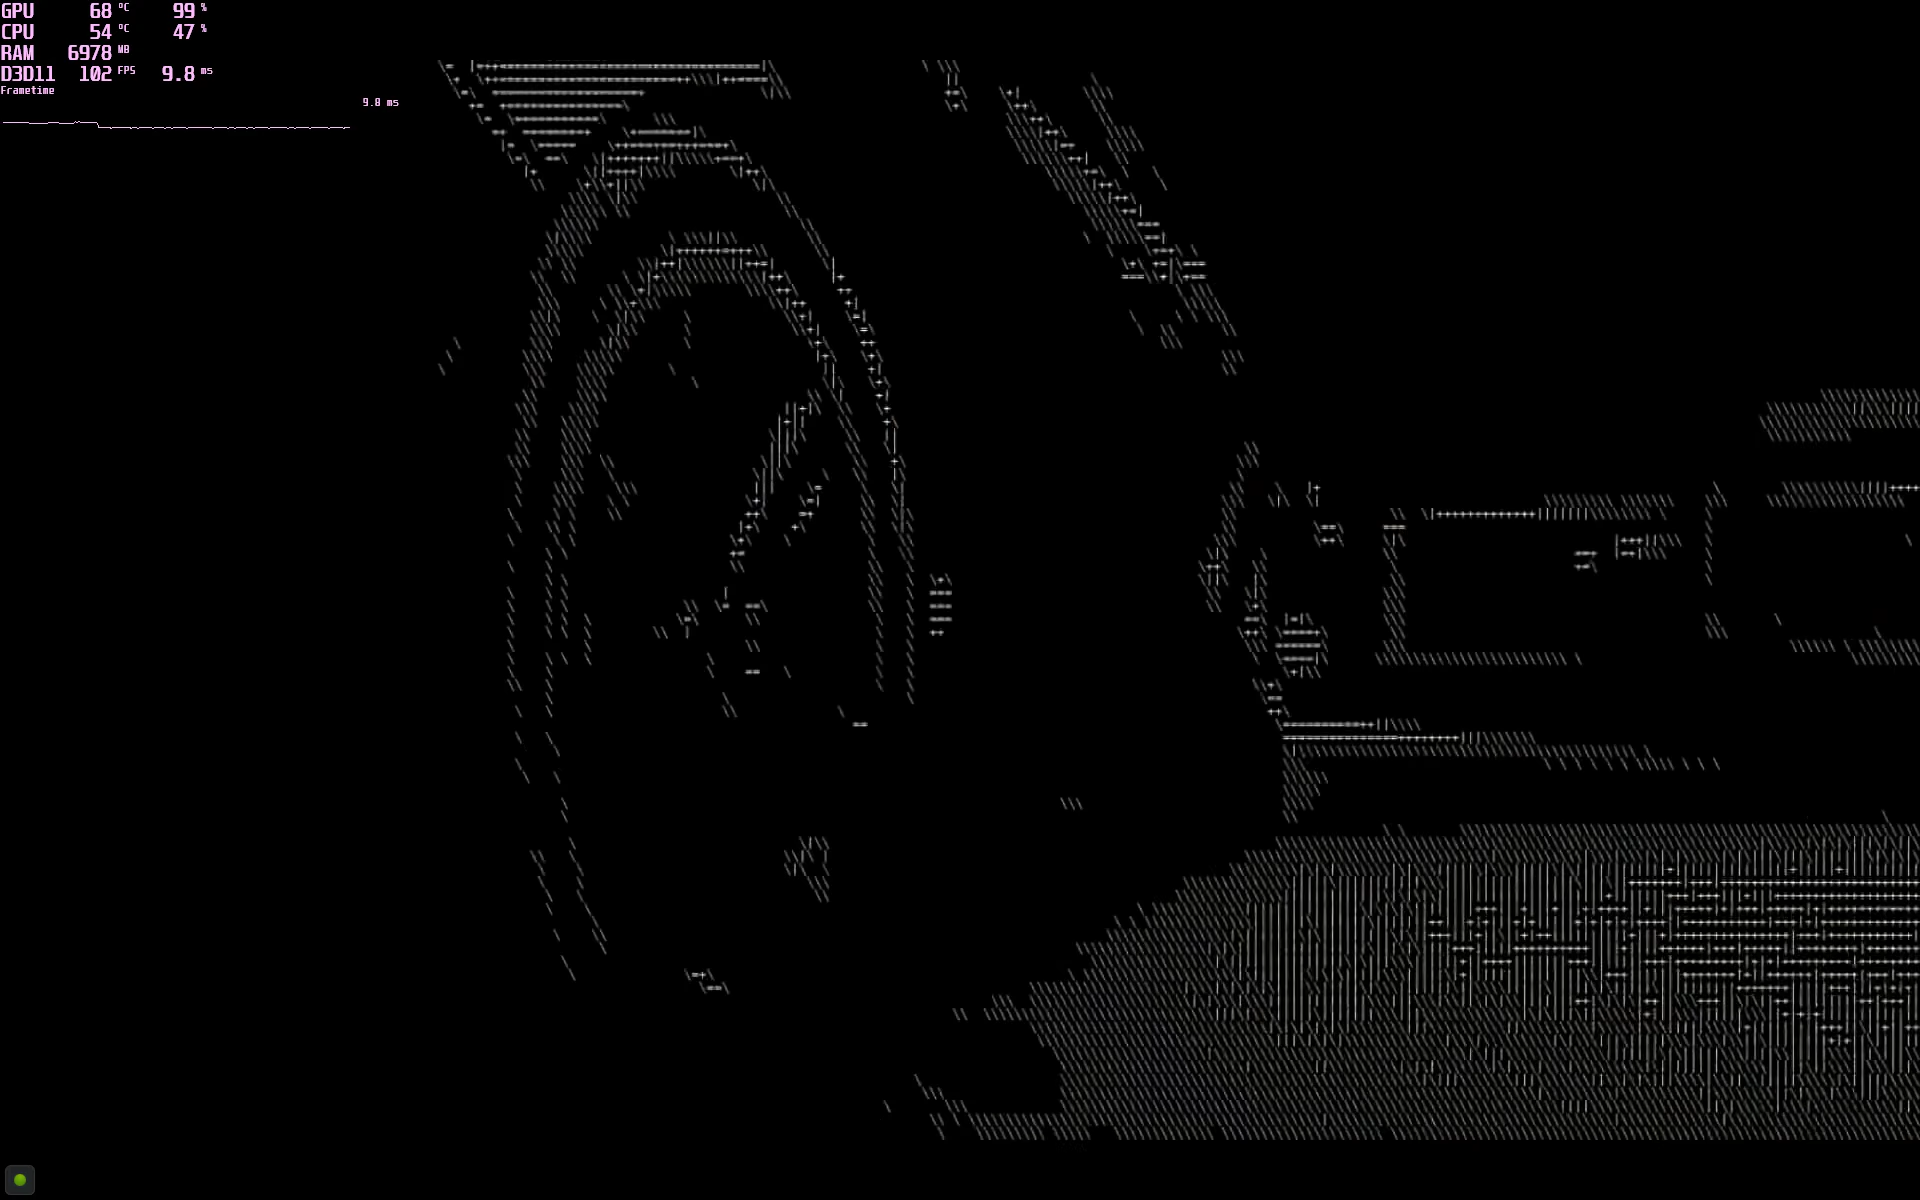 GPU 68 °C 99 %
CPU 54 °C 47 %
RAM 6978 MB
D3D11 102 FPS 9.8 ms
Frametime
9.8 ms